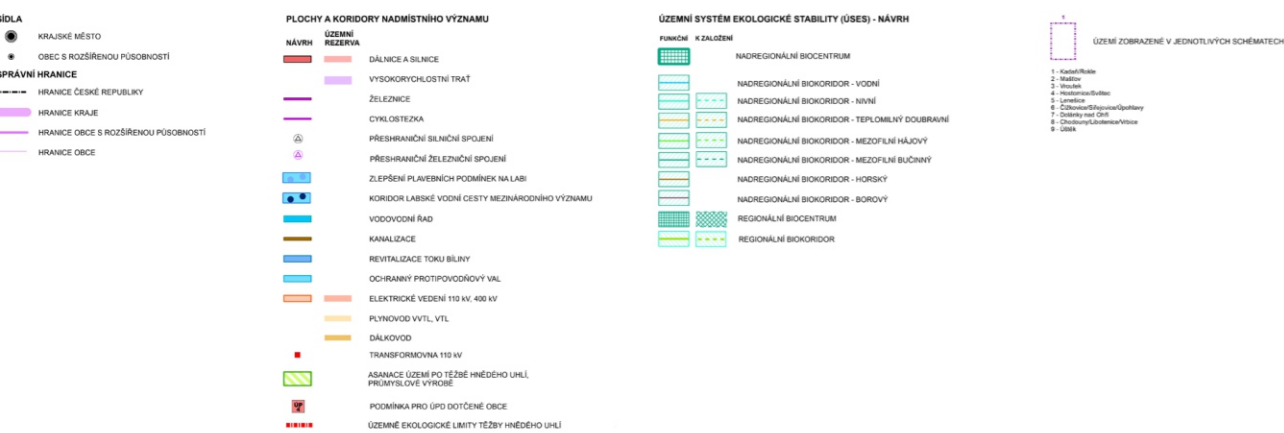 SÍDLA
KRAJSKÉ MĚSTO
OBEC S ROZŠÍŘENOU PŮSOBNOSTÍ
SPRÁVNÍ HRANICE
HRANICE ČESKÉ REPUBLIKY
HRANICE KRAJE
HRANICE OBCE S ROZŠÍŘENOU PŮSOBNOSTÍ
HRANICE OBCE
PLOCHY A KORIDORY NADMÍSTNÍHO VÝZNAMU
NÁVRH
ÚZEMNÍ
REZERVA
DÁLNICE A SILNICE
VYSOKORYCHLOSTNÍ TRAŤ
ŽELEZNICE
CYKLOSTEZKA
PŘESHRANIČNÍ SILNIČNÍ SPOJENÍ
PŘESHRANIČNÍ ŽELEZNIČNÍ SPOJENÍ
ZLEPŠENÍ PLAVEBNÍCH PODMÍNEK NA LABI
KORIDOR LABSKÉ VODNÍ CESTY MEZINÁRODNÍHO VÝZNAMU
VODOVODNÍ ŘAD
KANALIZACE
REVITALIZACE TOKU BÍLINY
OCHRANNÝ PROTIPOVODŇOVÝ VAL
ELEKTRICKÉ VEDENÍ 110 kV, 400 kV
PLYNOVOD VVTL, VTL
DÁLKOVOD
TRANSFORMOVNA 110 kV
ASANACE ÚZEMÍ PO TĚŽBĚ HNĚDÉHO UHLÍ,
PRŮMYSLOVÉ VÝROBĚ
ÚP
PODMÍNKA PRO ÚPD DOTČENÉ OBCE
ÚZEMNĚ EKOLOGICKÉ LIMITY TĚŽBY HNĚDÉHO UHLÍ
ÚZEMNÍ SYSTÉM EKOLOGICKÉ STABILITY (ÚSES) - NÁVRH
FUNKČNÍ K ZALOŽENÍ
NADREGIONÁLNÍ BIOCENTRUM
NADREGIONÁLNÍ BIOKORIDOR - VODNÍ
NADREGIONÁLNÍ BIOKORIDOR - NIVNÍ
NADREGIONÁLNÍ BIOKORIDOR - TEPLOMILNÝ DOUBRAVNÍ
NADREGIONÁLNÍ BIOKORIDOR - MEZOFILNÍ HÁJOVÝ
NADREGIONÁLNÍ BIOKORIDOR - MEZOFILNÍ BUČINNÝ
NADREGIONÁLNÍ BIOKORIDOR - HORSKÝ
NADREGIONÁLNÍ BIOKORIDOR - BOROVÝ
REGIONÁLNÍ BIOCENTRUM
REGIONÁLNÍ BIOKORIDOR
1
ÚZEMÍ ZOBRAZENÉ V JEDNOTLIVÝCH SCHÉMATECH
1 - Kadaň/Rokle
2 - Mašťov
3 - Vroutek
4 - Hostomice/Světec
5 - Lenešice
6 - Čížkovice/Siřejovice/Úpohlavy
7 - Doláňky nad Ohří
8 - Chodouny/Libotenice/Vrbice
9 - Úštěk